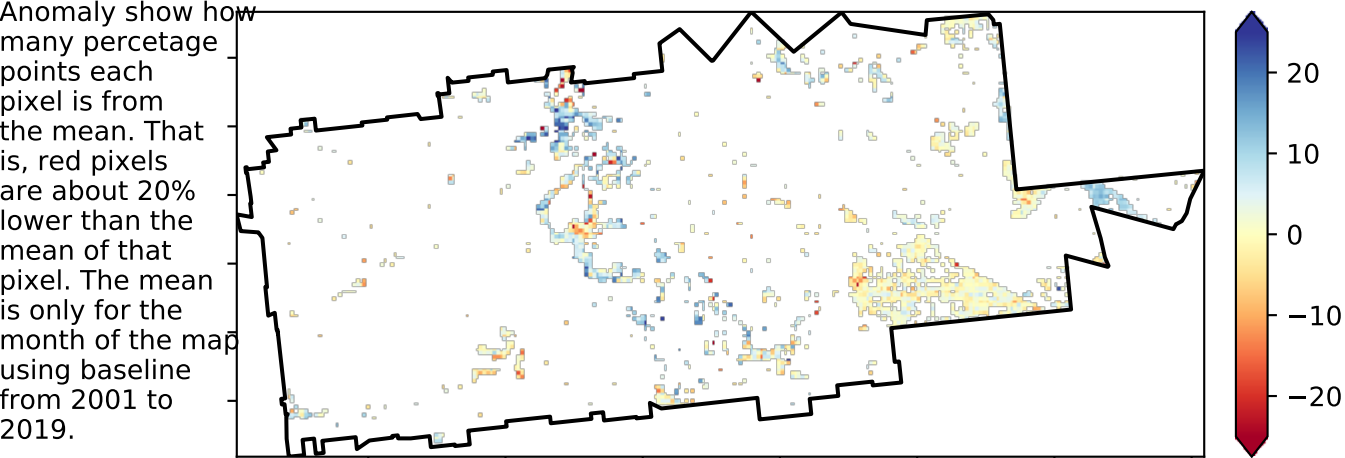 Anomaly show how
many percetage
points each
pixel is from
the mean. That
is, red pixels
are about 20%
lower than the
mean of that
pixel. The mean
is only for the
month of the map
using baseline
from 2001 to
2019.
20
10
0
−10
−20